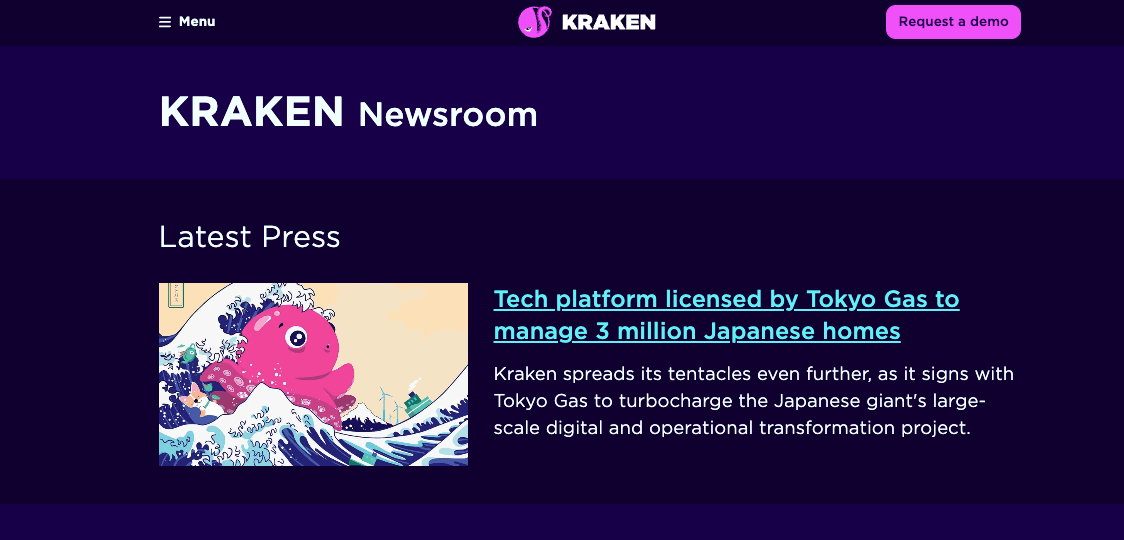 Menu
KRAKEN
Request a demo
KRAKEN Newsroom
Latest Press
Tech platform licensed by Tokyo Gas to
manage 3 million Japanese homes
Kraken spreads its tentacles even further, as it signs with
Tokyo Gas to turbocharge the Japanese giant's large-
scale digital and operational transformation project.